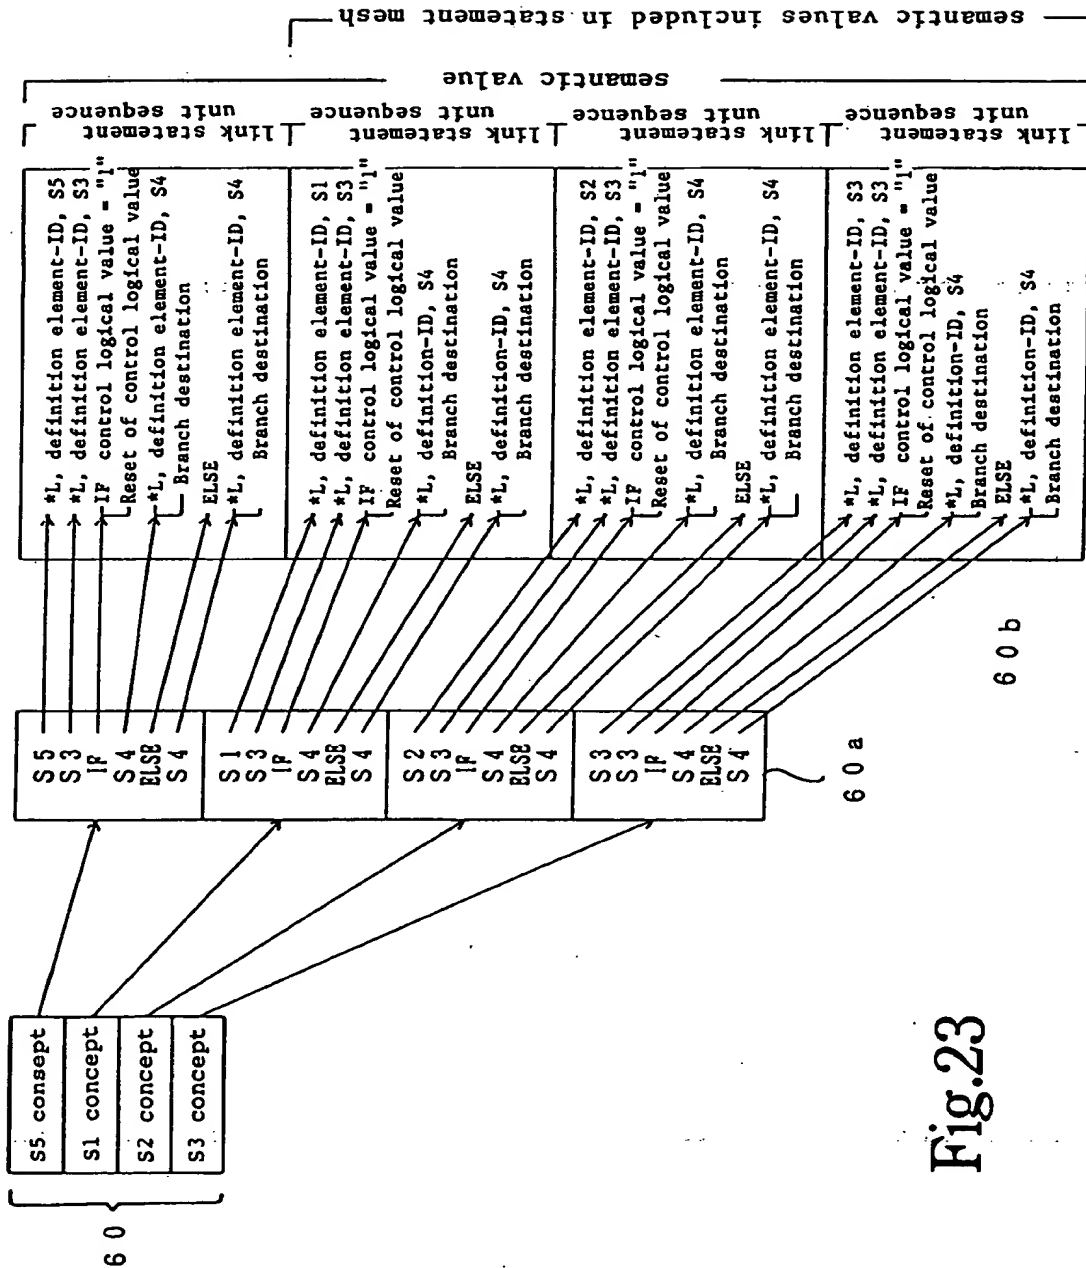 S5. consept
S1 concept
S2 concept
S3 concept
60
S5
S3
IF
S4
ELSE
S4
S1
S3
IF
S4
ELSE
S4
S2
S3
IF
S4
ELSE
S4
S3
S3
IF
S4
ELSE
S4
60a
*L, definition element-ID, S5
*L, definition element-ID, S3
IF control logical value = "1"
Reset of control logical value
*L, definition element-ID, S4
Branch destination
ELSE
*L, definition element-ID, S4
Branch destination
*L, definition element-ID, S1
*L, definition element-ID, S3
IF control logical value = "1"
Reset of control logical value
*L, definition-ID, S4
Branch destination
ELSE
*L, definition-ID, S4
Branch destination
*L, definition element-ID, S2
*L, definition element-ID, S3
IF control logical value = "1"
Reset of control logical value
*L, definition element-ID, S4
Branch destination
ELSE
*L, definition element-ID, S4
Branch destination
*L, definition element-ID, S3
*L, definition element-ID, S3
IF control logical value = "1"
Reset of control logical value
*L, definition-ID, S4
Branch destination
ELSE
*L, definition-ID, S4
Branch destination
60b
link statement
unit sequence
link statement
unit sequence
link statement
unit sequence
link statement
unit sequence
semantic value
semantic values included in statement mesh
Fig.23